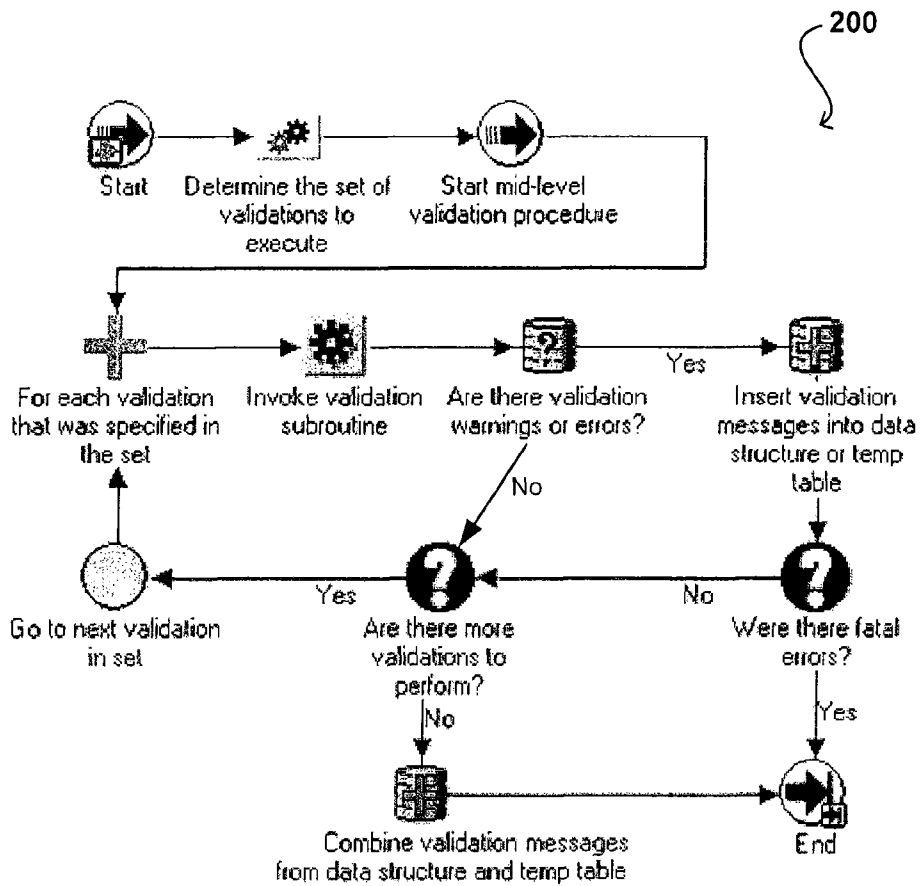 200
Start
Determine the set of
validations to
execute
Start mid-level
validation procedure
For each validation
that was specified in
the set
Invoke validation
subroutine
Are there validation
warnings or errors?
Yes
Insert validation
messages into data
structure or temp
table
No
Go to next validation
in set
Yes
Are there more
validations to
perform?
No
Were there fatal
errors?
No
Yes
Combine validation messages
from data structure and temp table
End